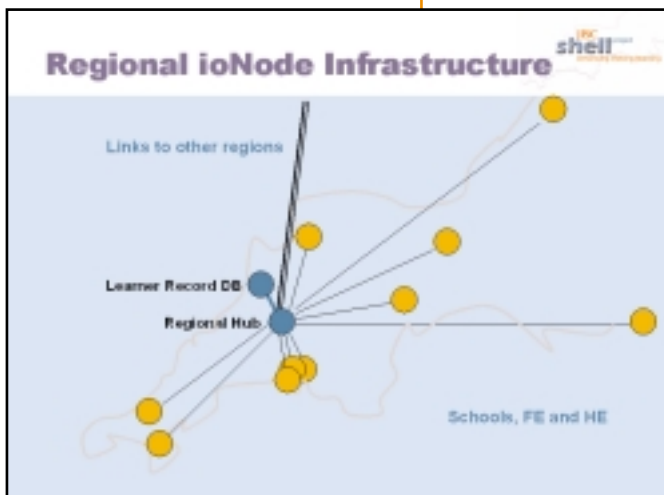 shell
Regional ioNode Infrastructure
Links to other regions
Learner Record DB
Regional Hub
Schools, FE and HE